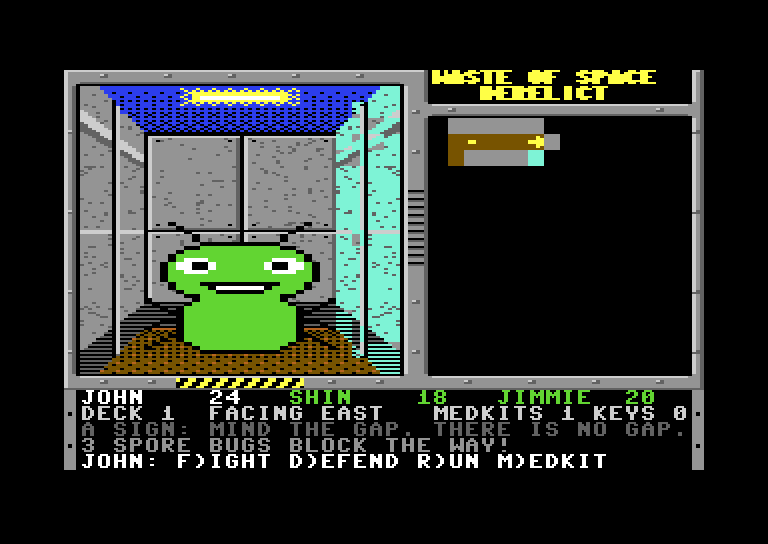 WASTE OF SPACE
DERELICT
JOHN 24 SHIN 18 JIMMIE 20
DECK 1 FACING EAST MEDKITS 1 KEYS 0
A SIGN: MIND THE GAP. THERE IS NO GAP.
3 SPORE BUGS BLOCK THE WAY!
JOHN: F)IGHT D)EFEND R)UN M)EDKIT